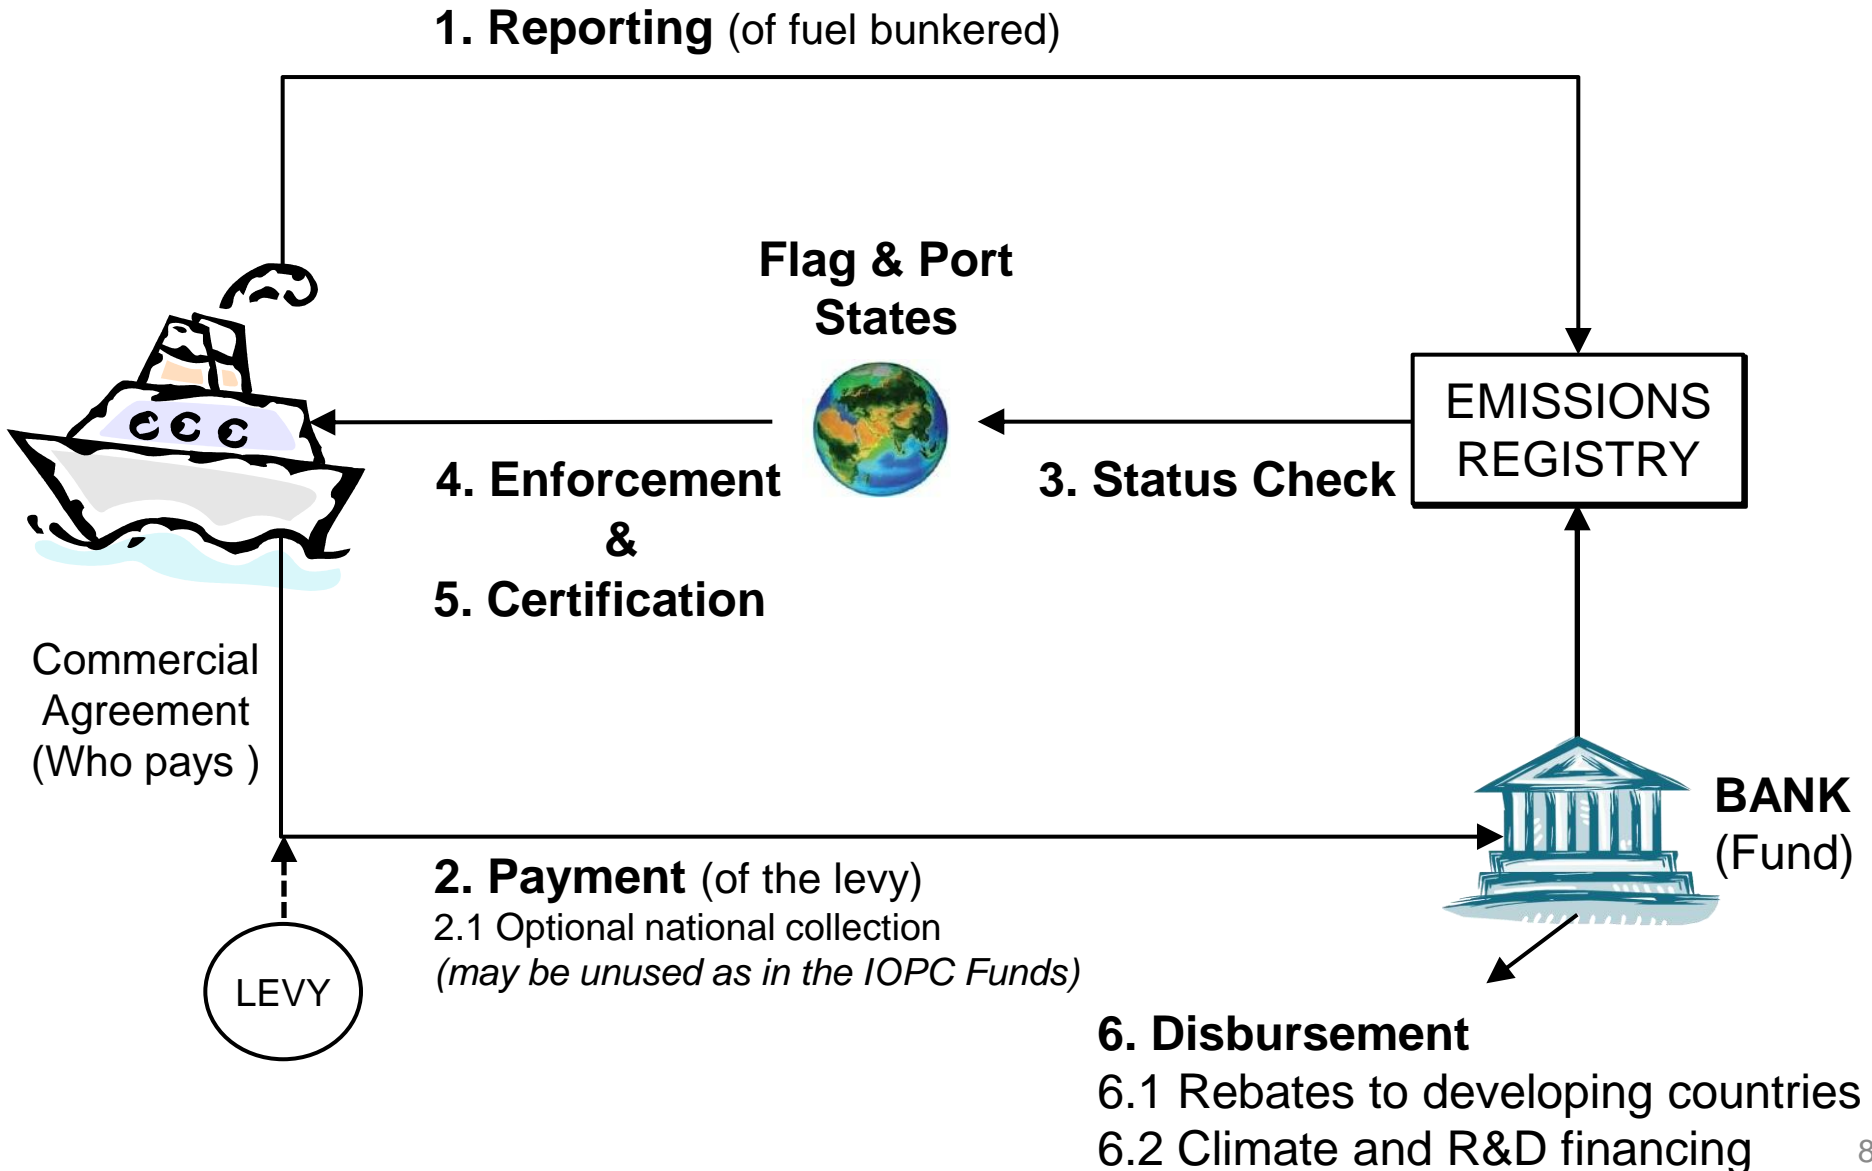 1. Reporting (of fuel bunkered)
Flag & Port
States
EMISSIONS
REGISTRY
3. Status Check
4. Enforcement
&
5. Certification
Commercial
Agreement
(Who pays )
BANK
(Fund)
2. Payment (of the levy)
2.1 Optional national collection
(may be unused as in the IOPC Funds)
LEVY
6. Disbursement
6.1 Rebates to developing countries
6.2 Climate and R&D financing
8